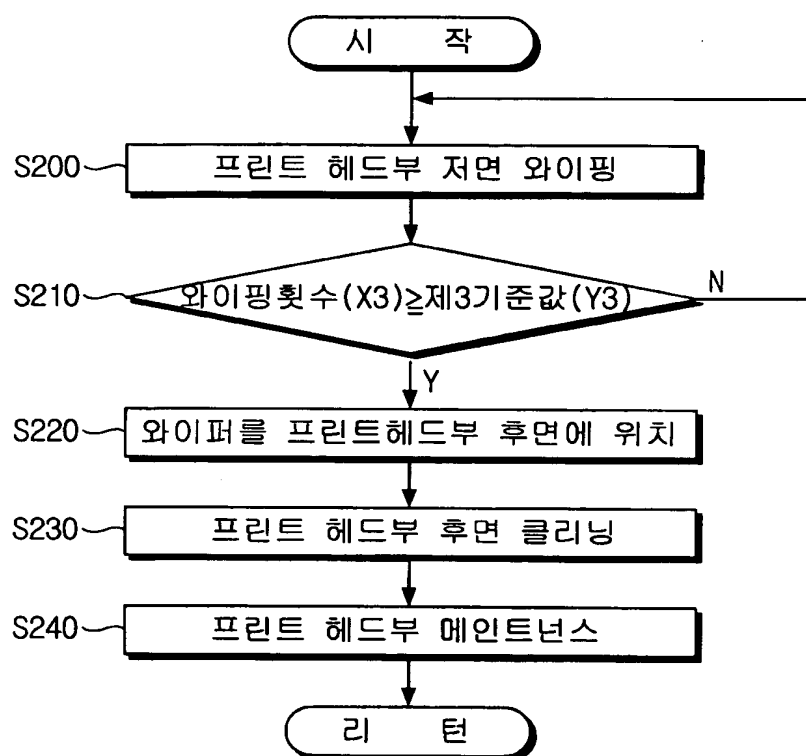 시 작
S200 프린트 헤드부 저면 와이핑
S210 와이핑횟수(X3)≧제3기준값(Y3) N
Y
S220 와이퍼를 프린트헤드부 후면에 위치
S230 프린트 헤드부 후면 클리닝
S240 프린트 헤드부 메인트넌스
리 턴